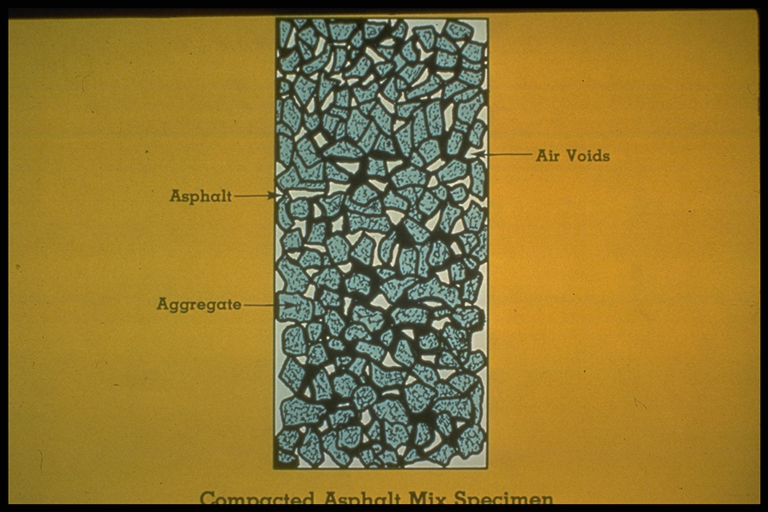 Air Voids
Asphalt
Aggregate
Compacted Asphalt Mix Specimen